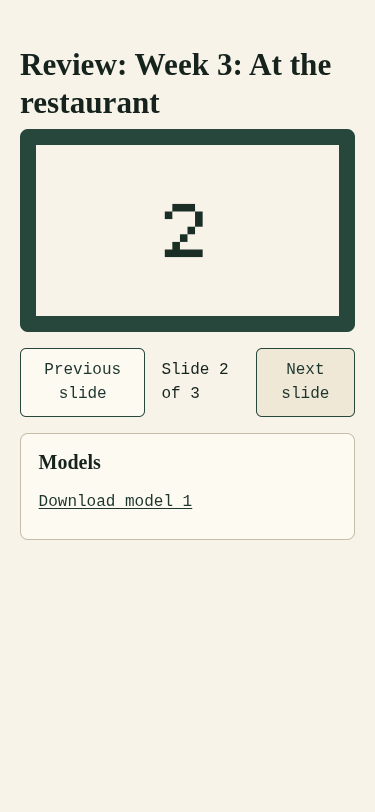 Review: Week 3: At the
restaurant
2
Previous
slide
Slide 2
of 3
Next
slide
Models
Download model 1